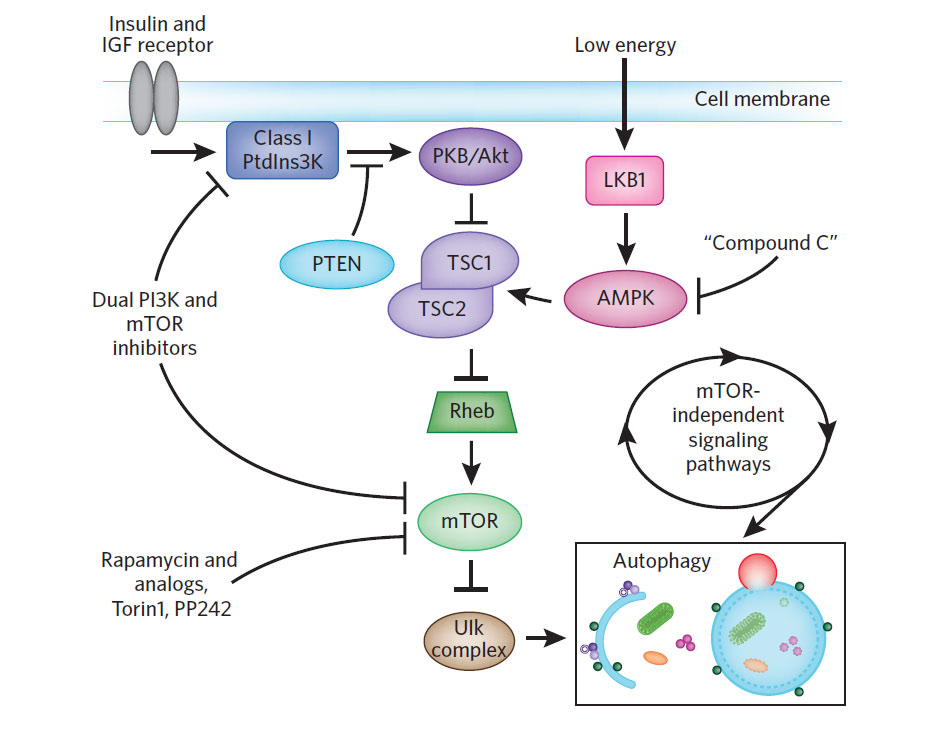 Insulin and
IGF receptor
Low energy
Cell membrane
Class I
PtdIns3K
PKB/Akt
LKB1
PTEN
TSC1
TSC2
"Compound C"
AMPK
Dual PI3K and
mTOR
inhibitors
Rheb
mTOR-
independent
signaling
pathways
mTOR
Rapamycin and
analogs,
Torin1, PP242
Autophagy
Ulk
complex